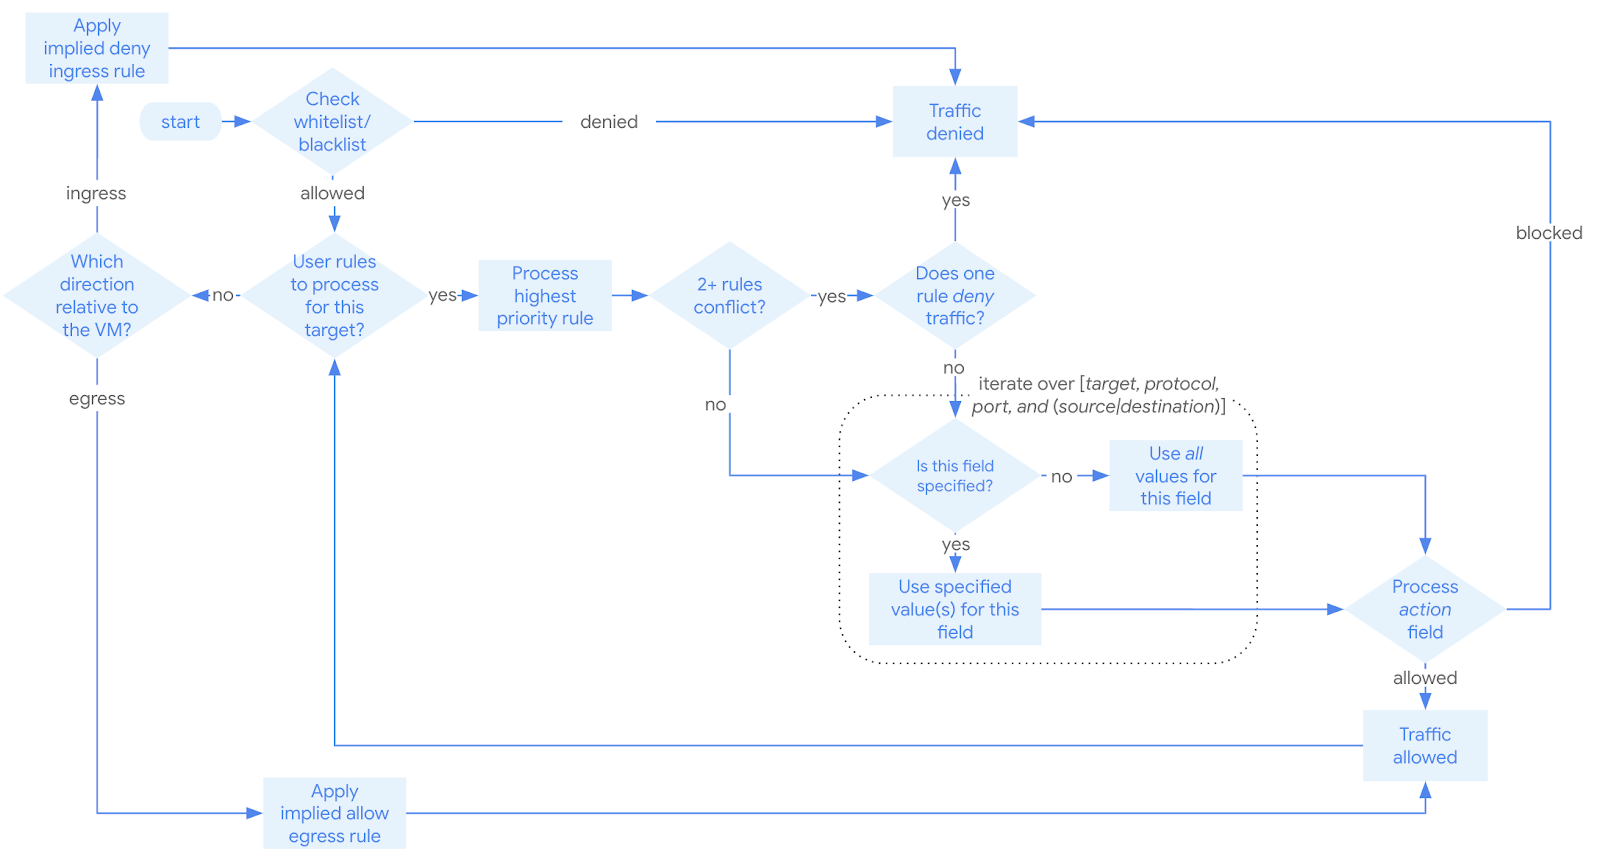 Apply
implied deny
ingress rule
start
Check
whitelist/
blacklist
denied
Traffic
denied
ingress
allowed
yes
blocked
Which
direction
relative to
the VM?
no
User rules
to process
for this
target?
yes
Process
highest
priority rule
2+ rules
conflict?
yes
Does one
rule deny
traffic?
no
egress
no
iterate over [target, protocol,
port, and (source|destination)]
Is this field
specified?
no
Use all
values for
this field
yes
Use specified
value(s) for this
field
Process
action
field
allowed
Traffic
allowed
Apply
implied allow
egress rule